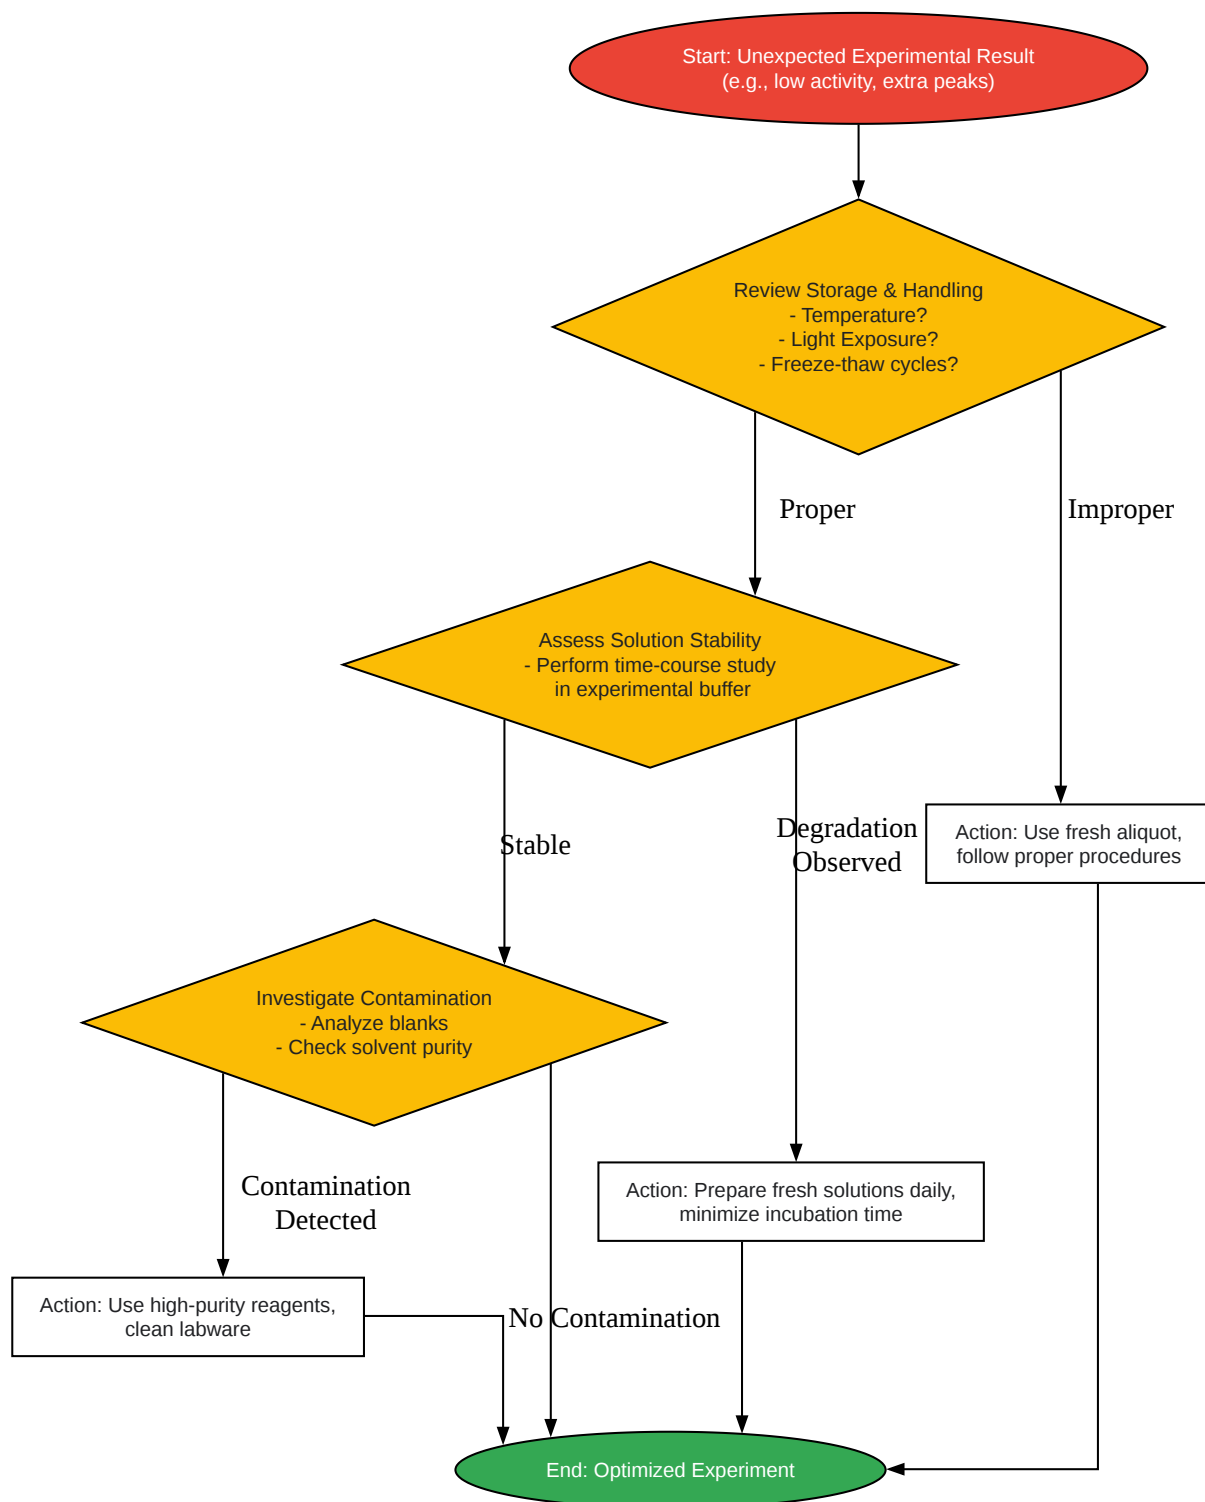 Start: Unexpected Experimental Result
(e.g., low activity, extra peaks)
Review Storage & Handling
- Temperature?
- Light Exposure?
- Freeze-thaw cycles?
Proper
Improper
Assess Solution Stability
- Perform time-course study
in experimental buffer
Stable
Degradation
Observed
Action: Use fresh aliquot,
follow proper procedures
Investigate Contamination
- Analyze blanks
- Check solvent purity
Contamination
Detected
Action: Prepare fresh solutions daily,
minimize incubation time
Action: Use high-purity reagents,
clean labware
No Contamination
End: Optimized Experiment